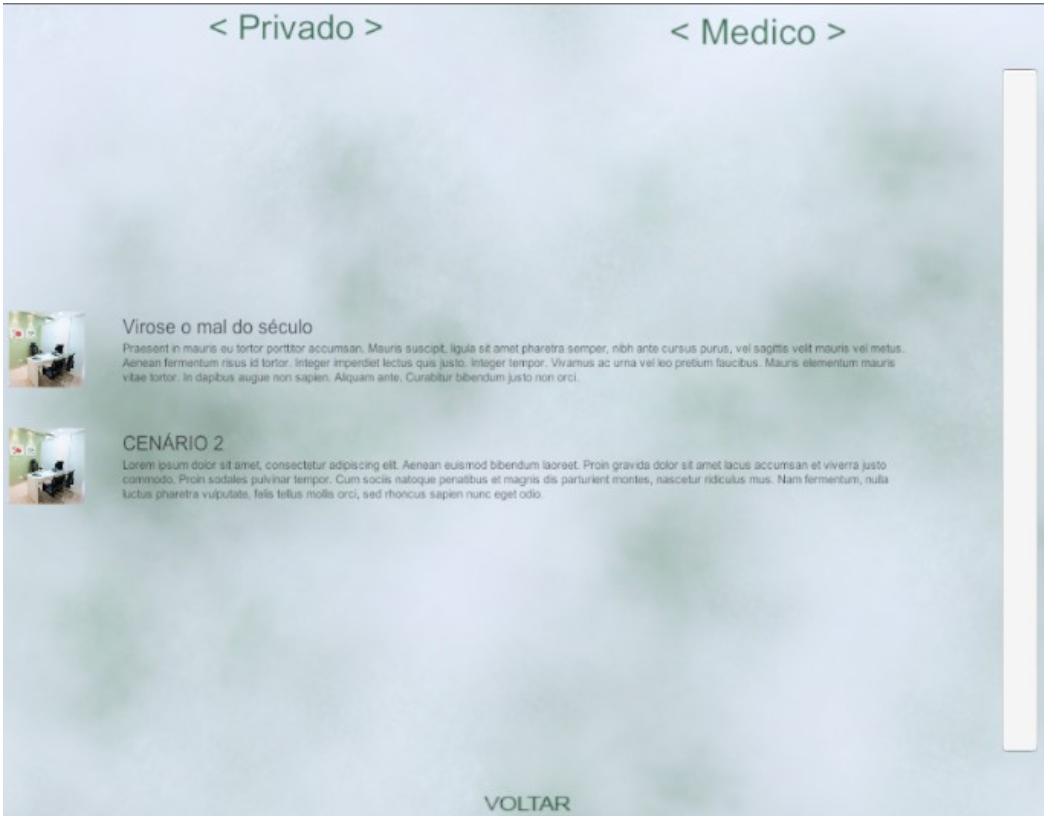 < Privado >
< Medico >
Virose o mal do século
Praesent in mauris eu tortor porttitor accumsan. Mauris suscipit, ligula sit amet pharetra semper, nibh ante cursus purus, vel sagittis velit mauris vel metus.
Aenean fermentum risus id tortor. Integer imperdiet lectus quis justo. Integer tempor. Vivamus ac urna vel leo pretium faucibus. Mauris elementum mauris
vitae tortor. In dapibus augue non sapien. Aliquam ante. Curabitur bibendum justo non orci.
CENÁRIO 2
Lorem ipsum dolor sit amet, consectetur adipiscing elit. Aenean euismod bibendum laoreet. Proin gravida dolor sit amet lacus accumsan et viverra justo
commodo. Proin sodales pulvinar tempor. Cum sociis natoque penatibus et magnis dis parturient montes, nascetur ridiculus mus. Nam fermentum, nulla
luctus pharetra vulputate, felis tellus mollis orci, sed rhoncus sapien nunc eget odio.
VOLTAR